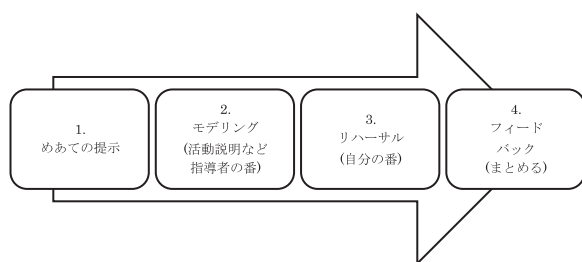 1.
めあての提示
2.
モデリング
(活動説明など
指導者の番)
3.
リハーサル
(自分の番)
4.
フィード
バック
(まとめる)